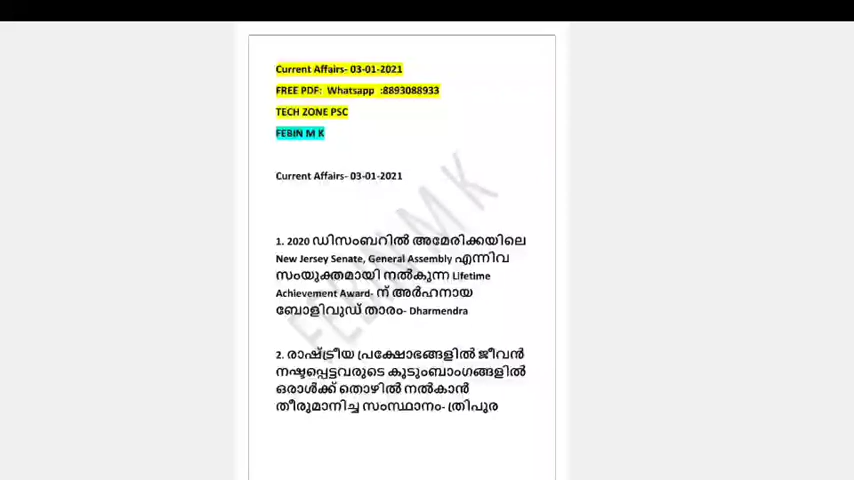 Current Affairs- 03-01-2021
FREE PDF: Whatsapp :8893088933
TECH ZONE PSC
FEBIN M K
Current Affairs- 03-01-2021
1. 2020 ഡിസംബറിൽ അമേരിക്കയിലെ
New Jersey Senate, General Assembly എന്നിവ
സംയുക്തമായി നൽകുന്ന Lifetime
Achievement Award- ന് അർഹനായ
ബോളിവുഡ് താരം- Dharmendra
2. രാഷ്ട്രീയ പ്രക്ഷോഭങ്ങളിൽ ജീവൻ
നഷ്ടപ്പെട്ടവരുടെ കുടുംബാംഗങ്ങളിൽ
ഒരാൾക്ക് തൊഴിൽ നൽകാൻ
തീരുമാനിച്ച സംസ്ഥാനം- ത്രിപുര
FEBIN M K